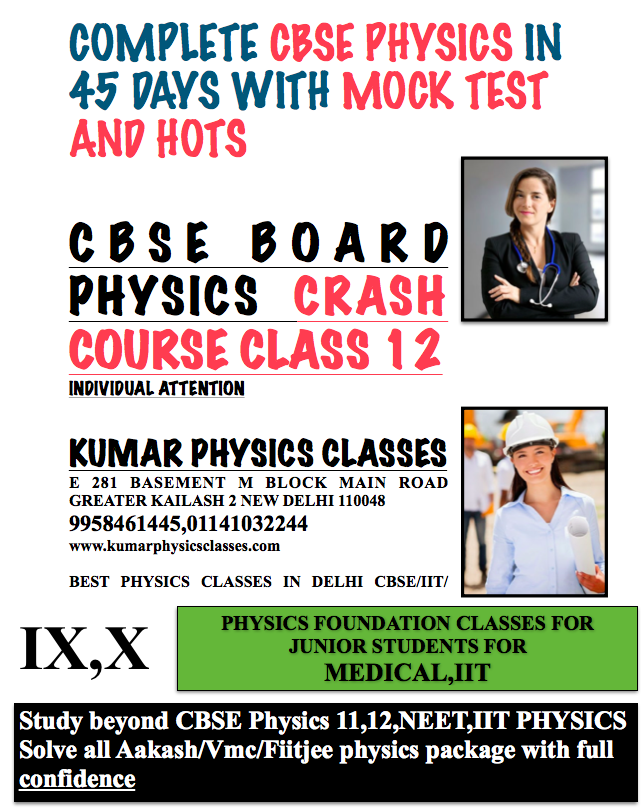 COMPLETE CBSE PHYSICS IN
45 DAYS WITH MOCK TEST
AND HOTS
CBSE BOARD
PHYSICS CRASH
COURSE CLASS 12
INDIVIDUAL ATTENTION
KUMAR PHYSICS CLASSES
E 281 BASEMENT M BLOCK MAIN ROAD
GREATER KAILASH 2 NEW DELHI 110048
9958461445,01141032244
www.kumarphysicsclasses.com
BEST PHYSICS CLASSES IN DELHI CBSE/IIT/
IX,X
PHYSICS FOUNDATION CLASSES FOR
JUNIOR STUDENTS FOR
MEDICAL,IIT
Study beyond CBSE Physics 11,12,NEET,IIT PHYSICS
Solve all Aakash/Vmc/Fiitjee physics package with full
confidence